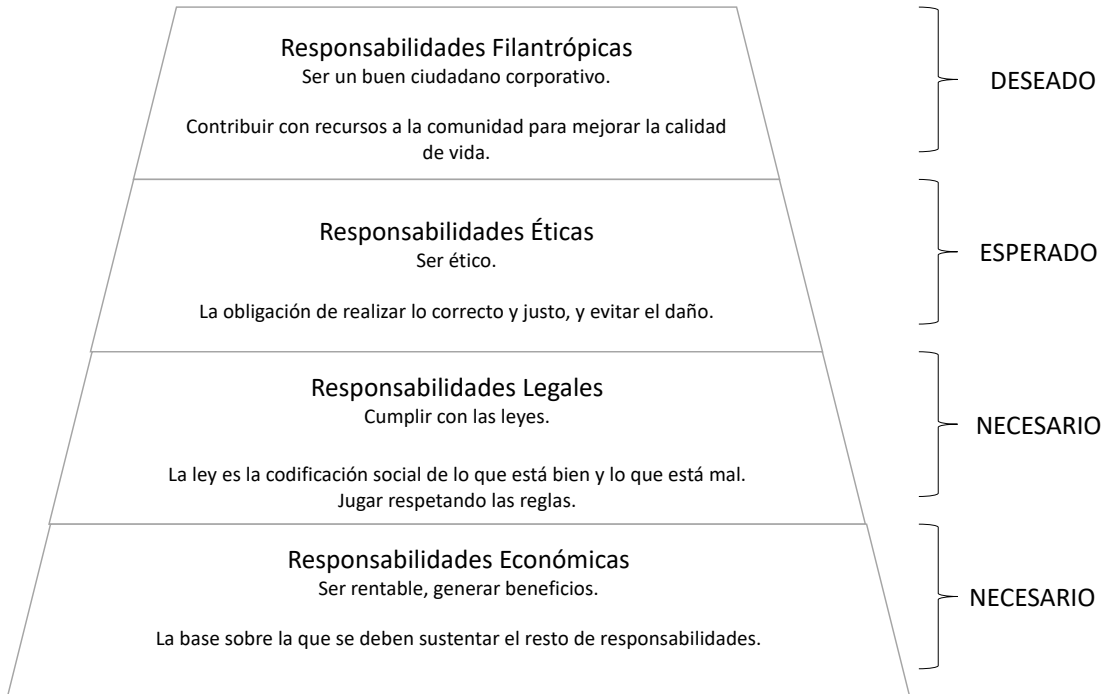 Responsabilidades Filantrópicas
Ser un buen ciudadano corporativo.
Contribuir con recursos a la comunidad para mejorar la calidad
de vida.
DESEADO
Responsabilidades Éticas
Ser ético.
La obligación de realizar lo correcto y justo, y evitar el daño.
ESPERADO
Responsabilidades Legales
Cumplir con las leyes.
La ley es la codificación social de lo que está bien y lo que está mal.
Jugar respetando las reglas.
NECESARIO
Responsabilidades Económicas
Ser rentable, generar beneficios.
La base sobre la que se deben sustentar el resto de responsabilidades.
NECESARIO